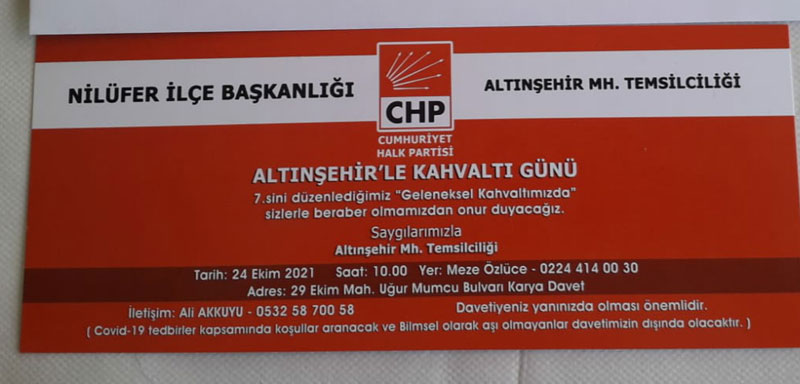 NİLÜFER İLÇE BAŞKANLIĞI
CHP
CUMHURİYET
HALK PARTİSİ
ALTINŞEHİR MH. TEMSİLCİLİĞİ
ALTINŞEHİR'LE KAHVALTI GÜNÜ
7.sini düzenlediğimiz "Geleneksel Kahvaltımızda"
sizlerle beraber olmamızdan onur duyacağız.
Saygılarımızla
Altınşehir Mh. Temsilciliği
Tarih: 24 Ekim 2021 Saat: 10.00 Yer: Meze Özlüce - 0224 414 00 30
Adres: 29 Ekim Mah. Uğur Mumcu Bulvarı Karya Davet
İletişim: Ali AKKUYU - 0532 58 700 58 Davetiyeniz yanınızda olması önemlidir.
( Covid-19 tedbirler kapsamında koşullar aranacak ve Bilmsel olarak aşı olmayanlar davetimizin dışında olacaktır. )